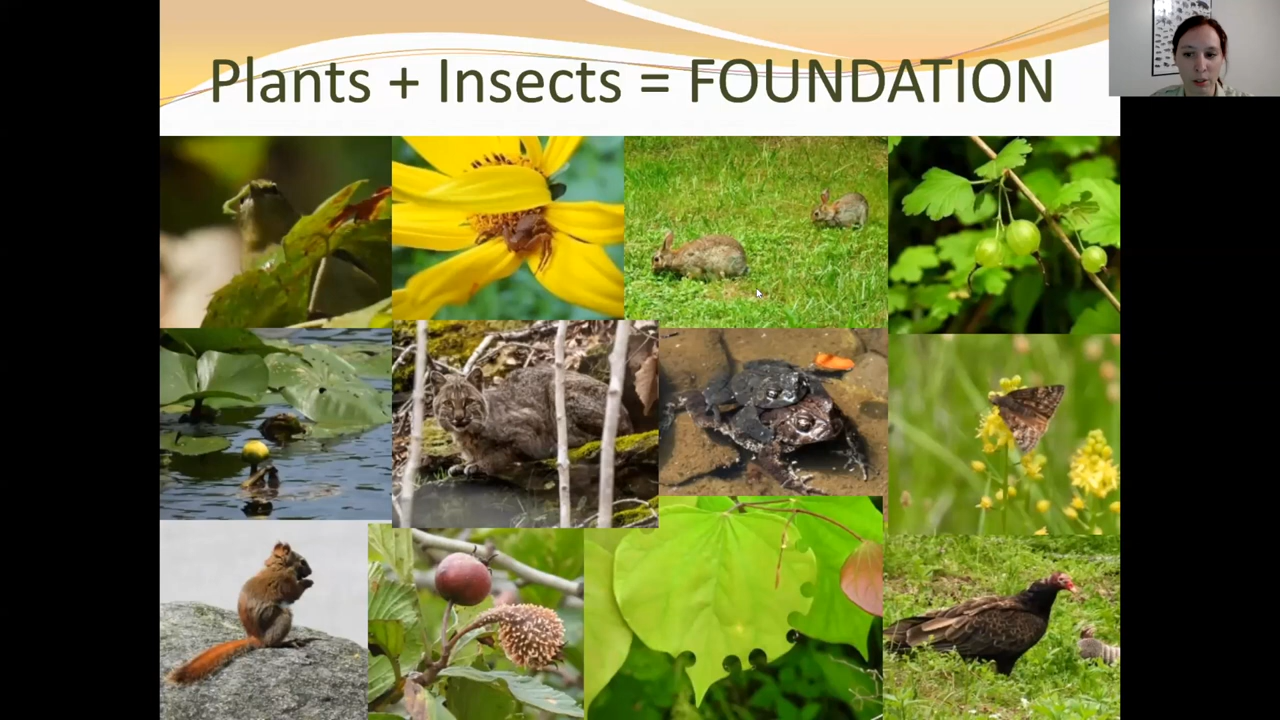 Plants + Insects = FOUNDATION